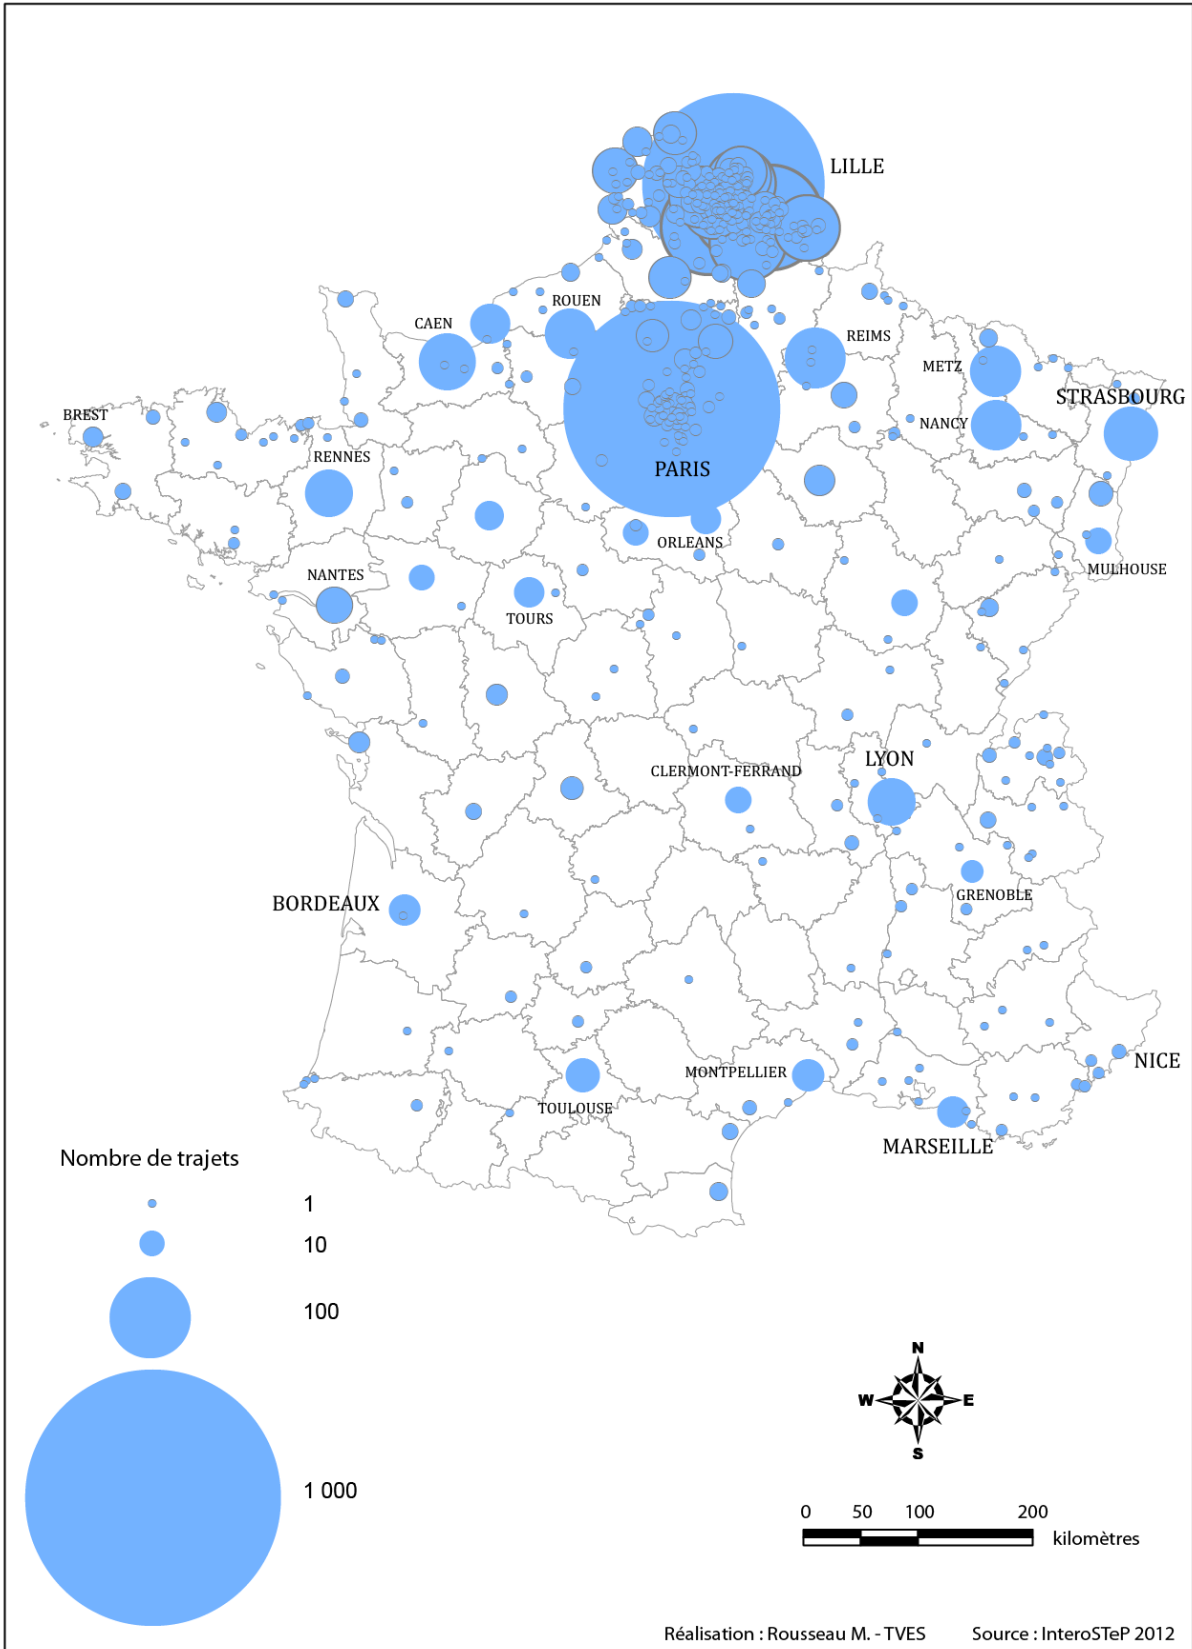 LILLE
ROUEN
CAEN
REIMS
METZ
STRASBOURG
BREST
NANCY
RENNES
PARIS
ORLEANS
MULHOUSE
NANTES
TOURS
LYON
CLERMONT-FERRAND
BORDEAUX
GRENOBLE
NICE
MONTPELLIER
TOULOUSE
MARSEILLE
Nombre de trajets
1
10
100
1 000
N
W E
S
0 50 100 200
kilomètres
Réalisation : Rousseau M. - TVES Source : InteroSTeP 2012